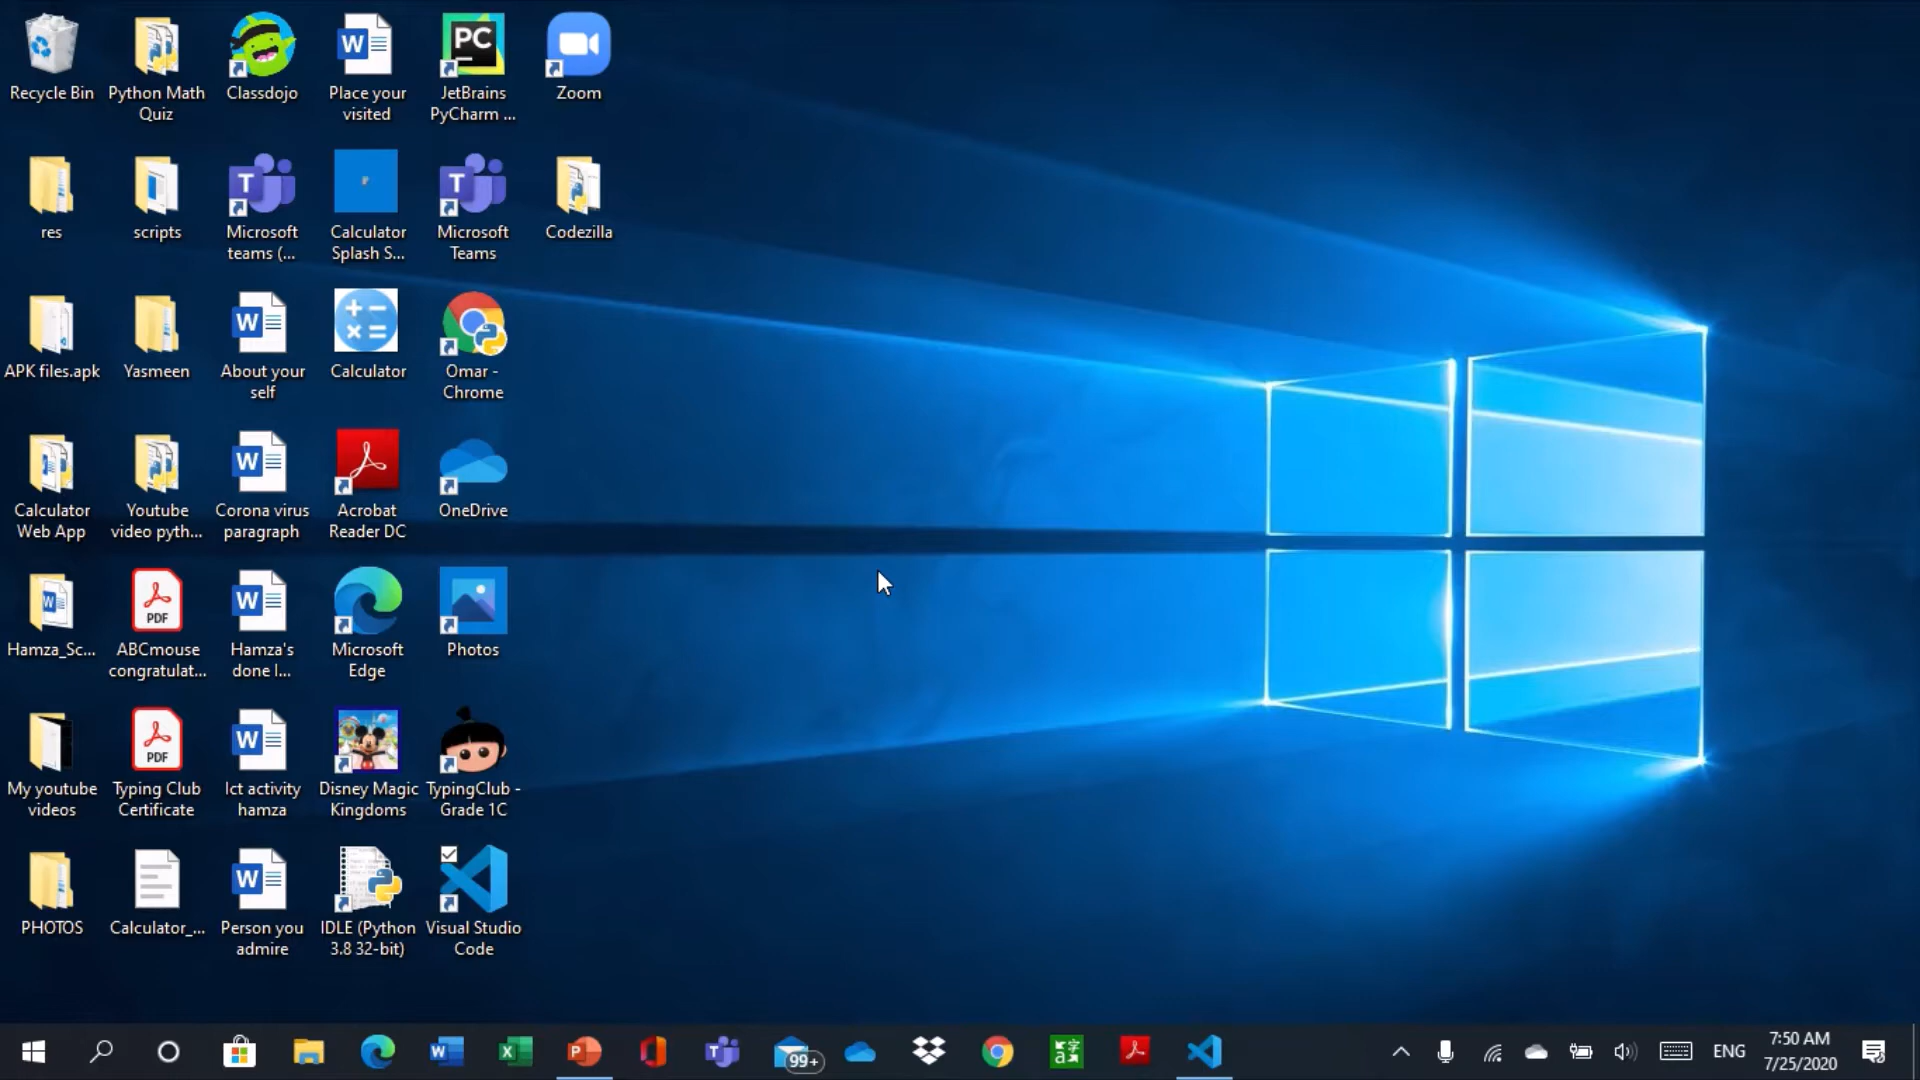 Recycle Bin
Python Math
Quiz
Classdojo
Place your
visited
PC
JetBrains
PyCharm ...
Zoom
res
scripts
Microsoft
teams (...
Calculator
Splash S...
Microsoft
Teams
Codezilla
APK files.apk
Yasmeen
About your
self
Calculator
Omar -
Chrome
Calculator
Web App
Youtube
video pyth...
Corona virus
paragraph
Acrobat
Reader DC
OneDrive
Hamza_Sc...
PDF
ABCmouse
congratulat...
Hamza's
done l...
Microsoft
Edge
Photos
My youtube
videos
PDF
Typing Club
Certificate
Ict activity
hamza
Disney Magic
Kingdoms
TypingClub -
Grade 1C
PHOTOS
Calculator_...
Person you
admire
IDLE (Python
3.8 32-bit)
Visual Studio
Code
99+
ENG
7:50 AM
7/25/2020